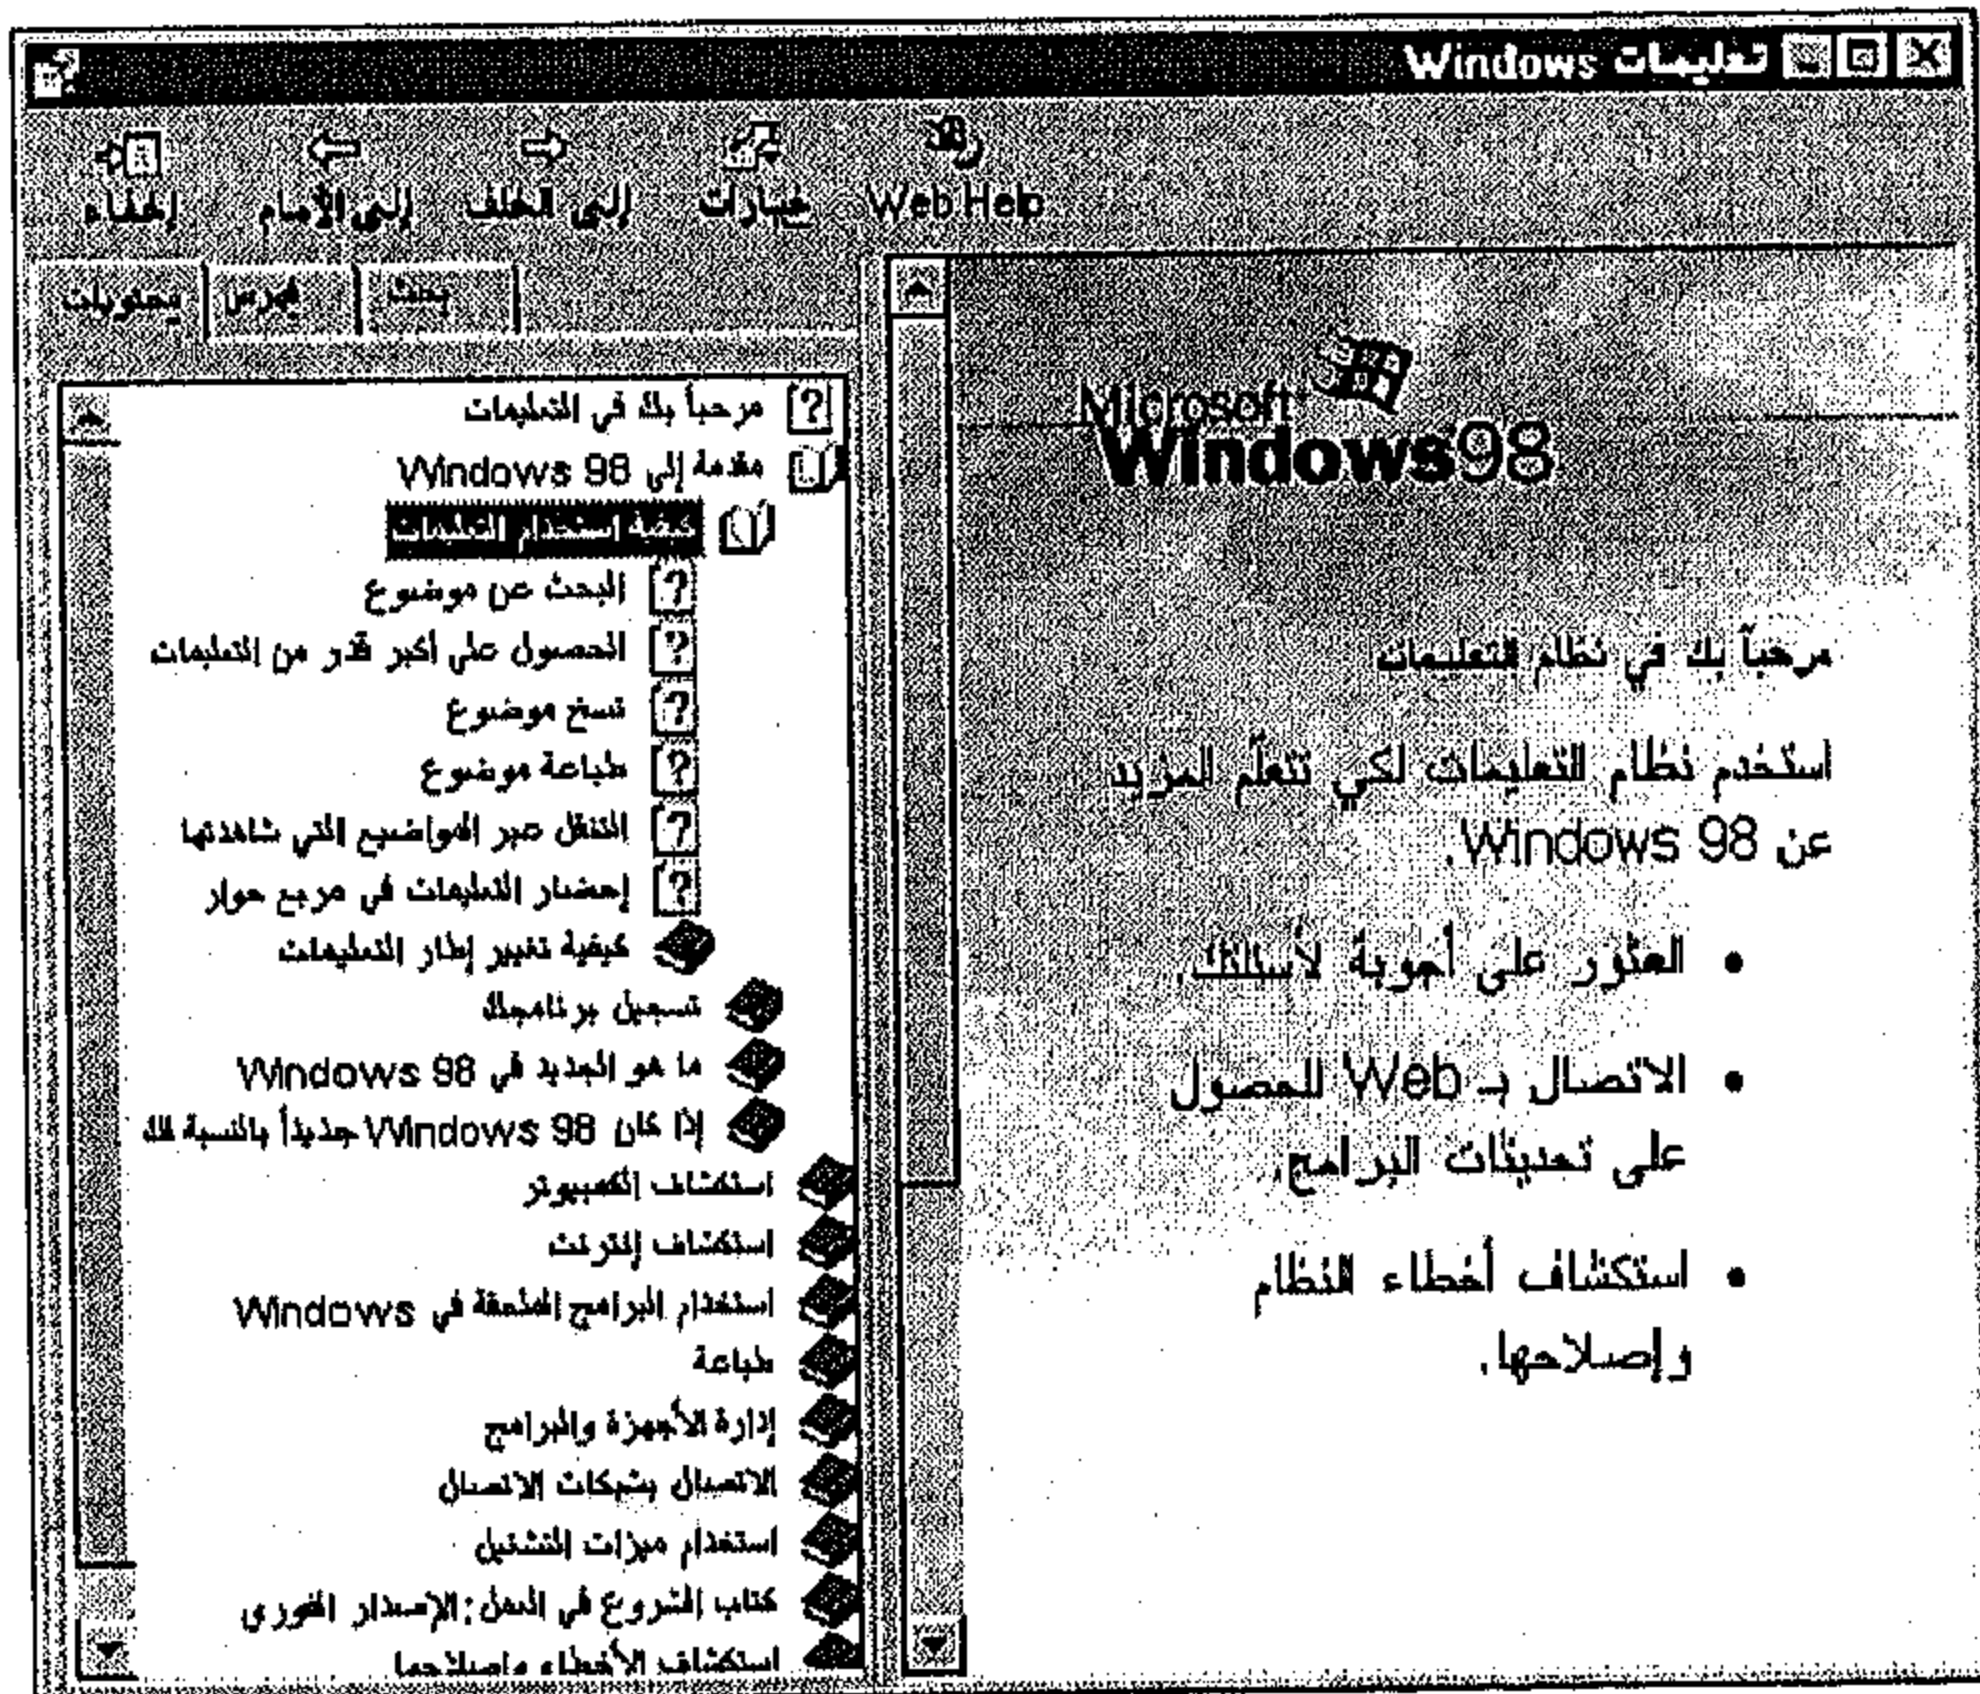 تعليمات Windows
إخفاء
إلى الأمام
إلى الخلف
خيارات
Web Help
محتويات
فهرس
بحث
مرحباً بك في التعليمات
مقدمة إلى Windows 98
كيفية استخدام التعليمات
البحث عن موضوع
الحصول على أكبر قدر من التعليمات
نسخ موضوع
طباعة موضوع
التنقل عبر المواضيع التي شاهدتها
إحضار التعليمات في مربع حوار
كيفية تغيير إطار التعليمات
تسجيل برنامجك
ما هو الجديد في Windows 98
إذا كان Windows 98 جديداً بالنسبة لك
استكشاف الكمبيوتر
استكشاف إنترنت
استخدام البرامج الملحقة في Windows
طباعة
إدارة الأجهزة والبرامج
الاتصال بشبكات الاتصال
استخدام ميزات التشغيل
كتاب الشروع في العمل: الإصدار الفوري
استكشاف الأخطاء وإصلاحها
Microsoft
Windows98
مرحباً بك في نظام التعليمات
استخدم نظام التعليمات لكي تتعلّم المزيد
عن Windows 98.
• العثور على أجوبة لأسئلتك.
• الاتصال بـ Web للحصول
على تحديثات البرامج.
• استكشاف أخطاء النظام
وإصلاحها.